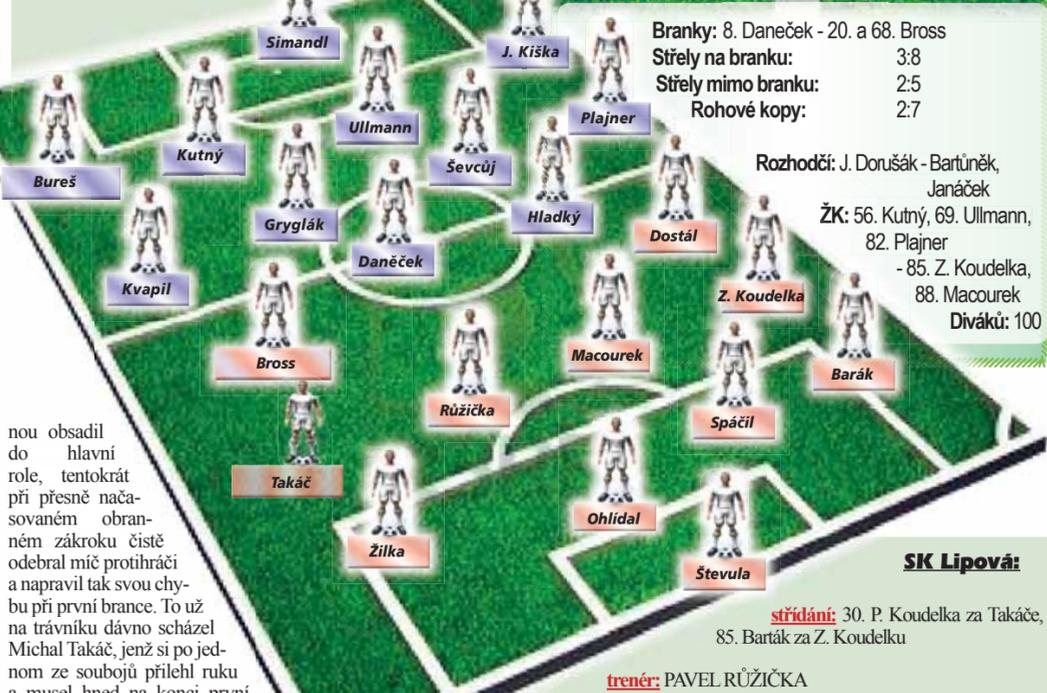 Simandl
J. Kiška
Bureš
Kutný
Ullmann
Plajner
Ševcůj
Kvapil
Gryglák
Daněček
Hladký
Dostál
Z. Koudelka
Bross
Růžička
Macourek
Barák
Spáčil
Takáč
Žilka
Ohlídal
Števula
Branky: 8. Daneček - 20. a 68. Bross
Střely na branku: 3:8
Střely mimo branku: 2:5
Rohové kopy: 2:7
Rozhodčí: J. Dorušák - Bartůněk,
Janáček
ŽK: 56. Kutný, 69. Ullmann,
82. Plajner
- 85. Z. Koudelka,
88. Macourek
Diváků: 100
nou obsadil
do hlavní
role, tentokrát
při přesně nača-
sovaném obran-
ném zákroku čistě
odebral míč protihráči
a napravil tak svou chy-
bu při první brance. To už
na trávníku dávno scházel
Michal Takáč, jenž si po jed-
nom ze soubojů přilehl ruku
a musel hned na konci první
SK Lipová:
střídání: 30. P. Koudelka za Takáče,
85. Barták za Z. Koudelku
trenér: PAVEL RŮŽIČKA